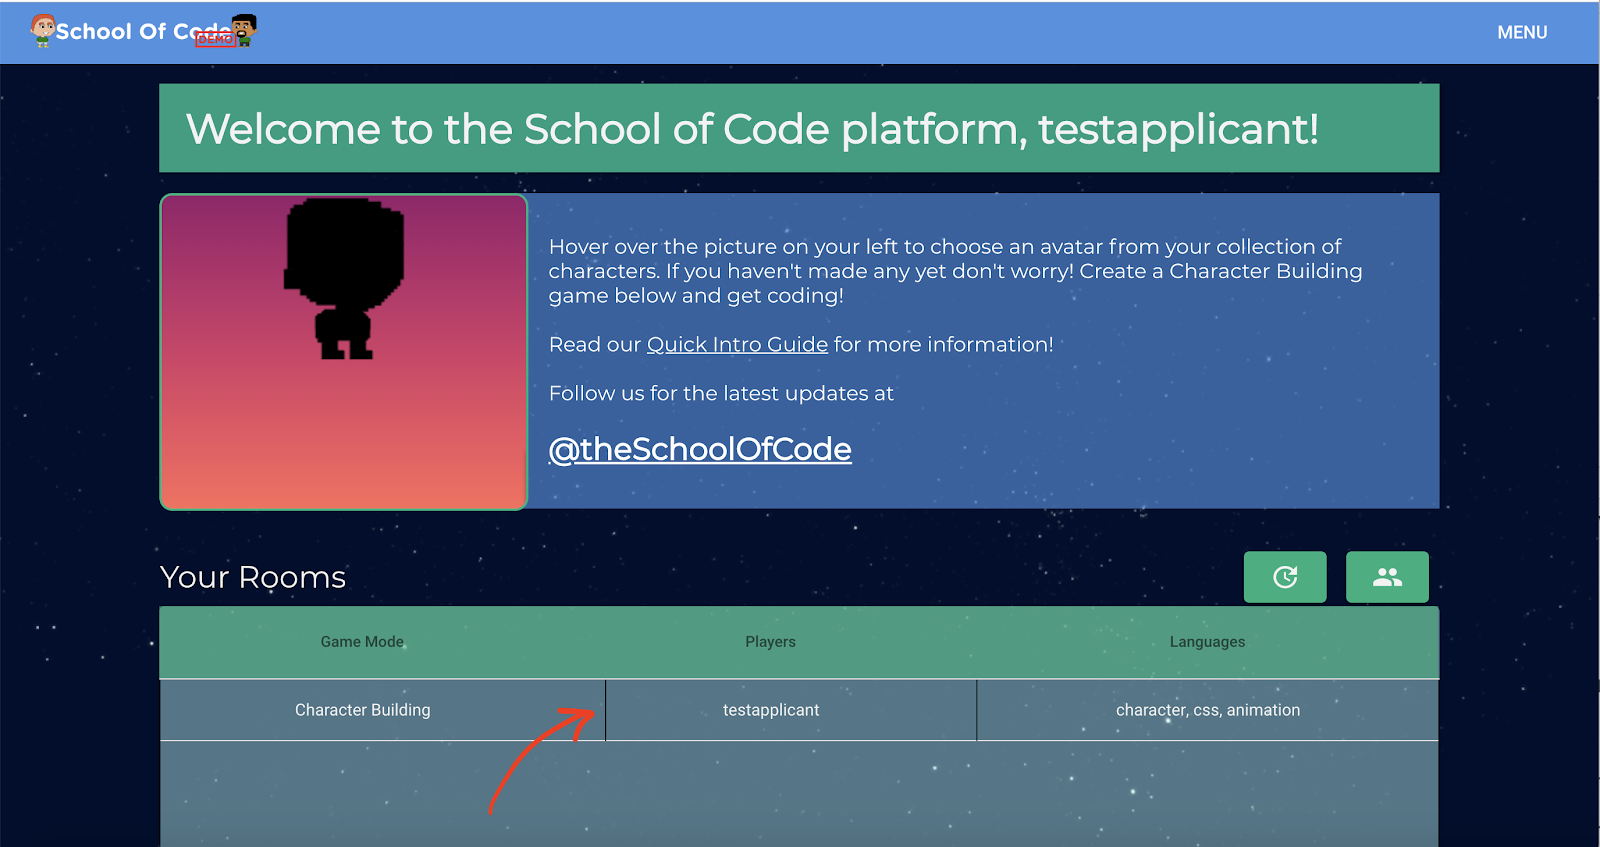 School Of Code
DEMO
MENU
Welcome to the School of Code platform, testapplicant!
Hover over the picture on your left to choose an avatar from your collection of
characters. If you haven't made any yet don't worry! Create a Character Building
game below and get coding!
Read our Quick Intro Guide for more information!
Follow us for the latest updates at
@theSchoolOfCode
Your Rooms
Game Mode Players Languages
Character Building testapplicant character, css, animation